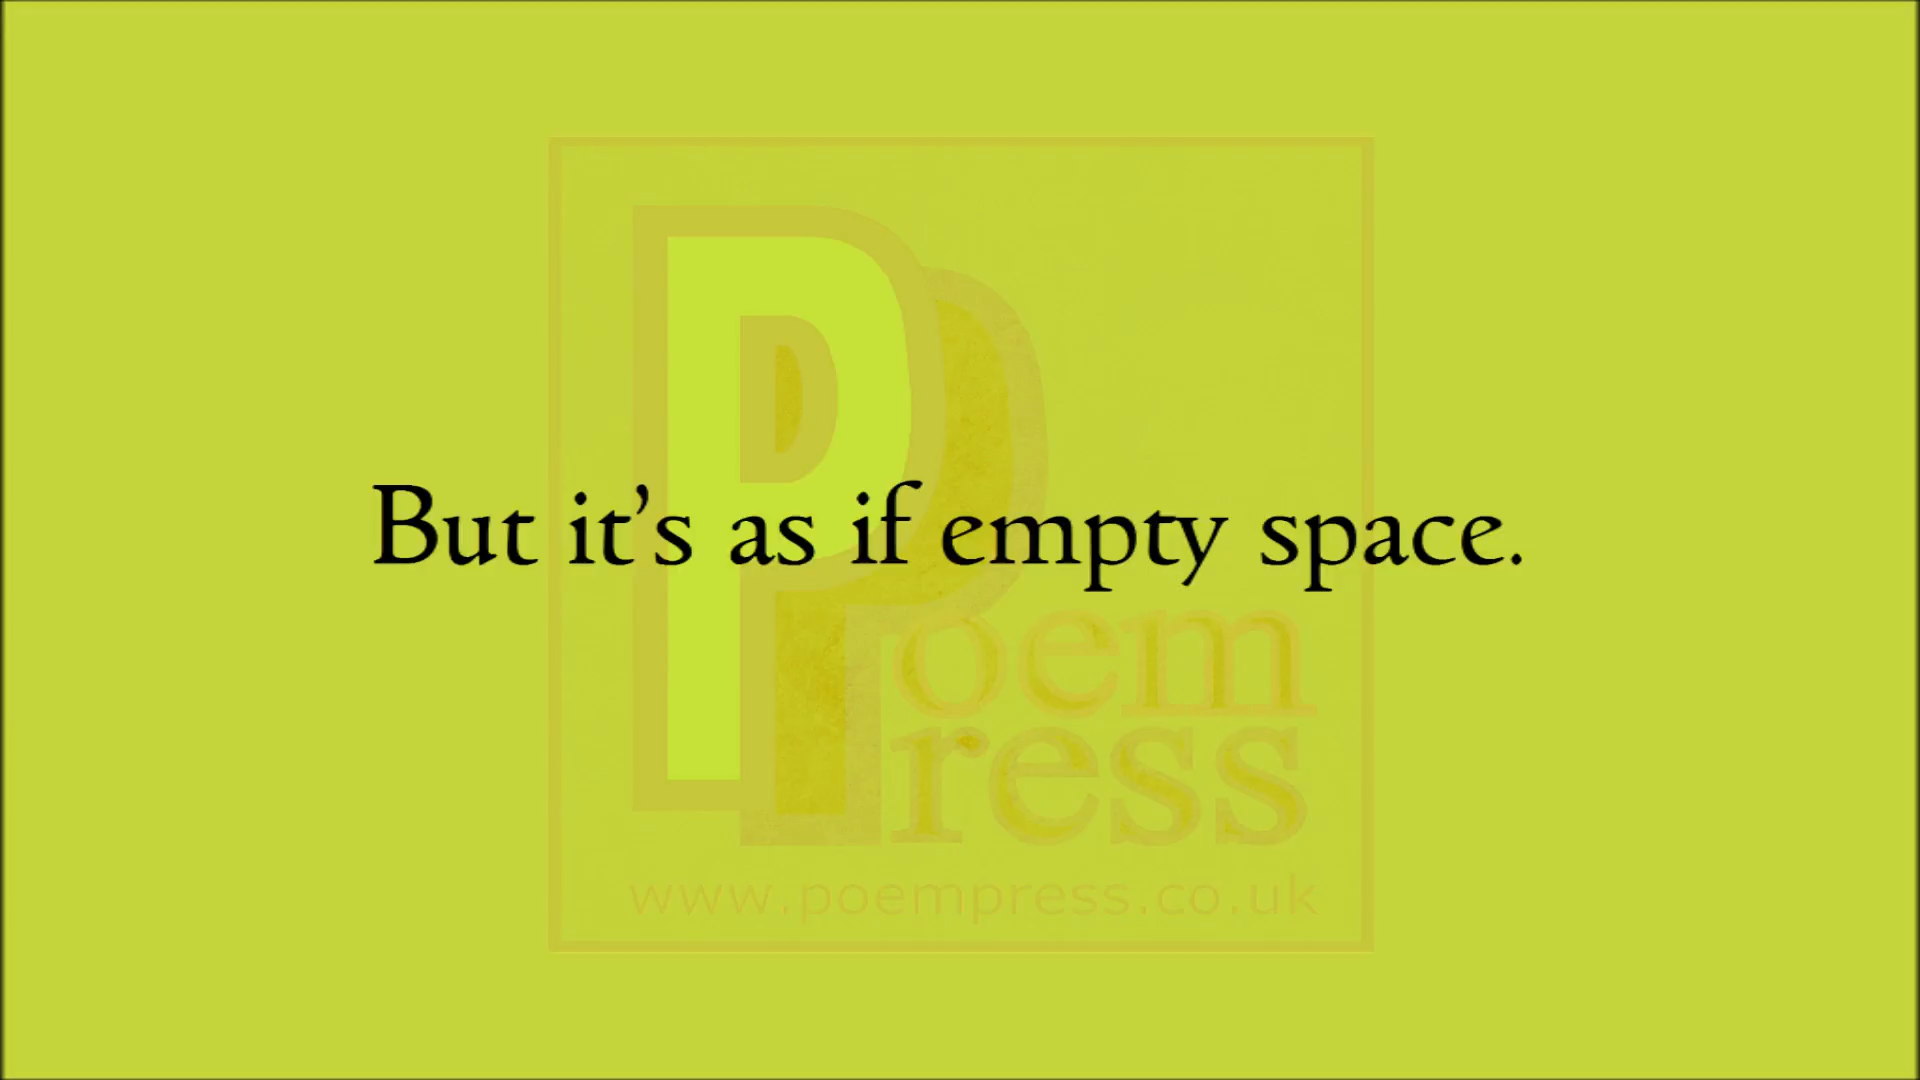 But it's as if empty space.
P
Poem
Press
www.poempress.co.uk